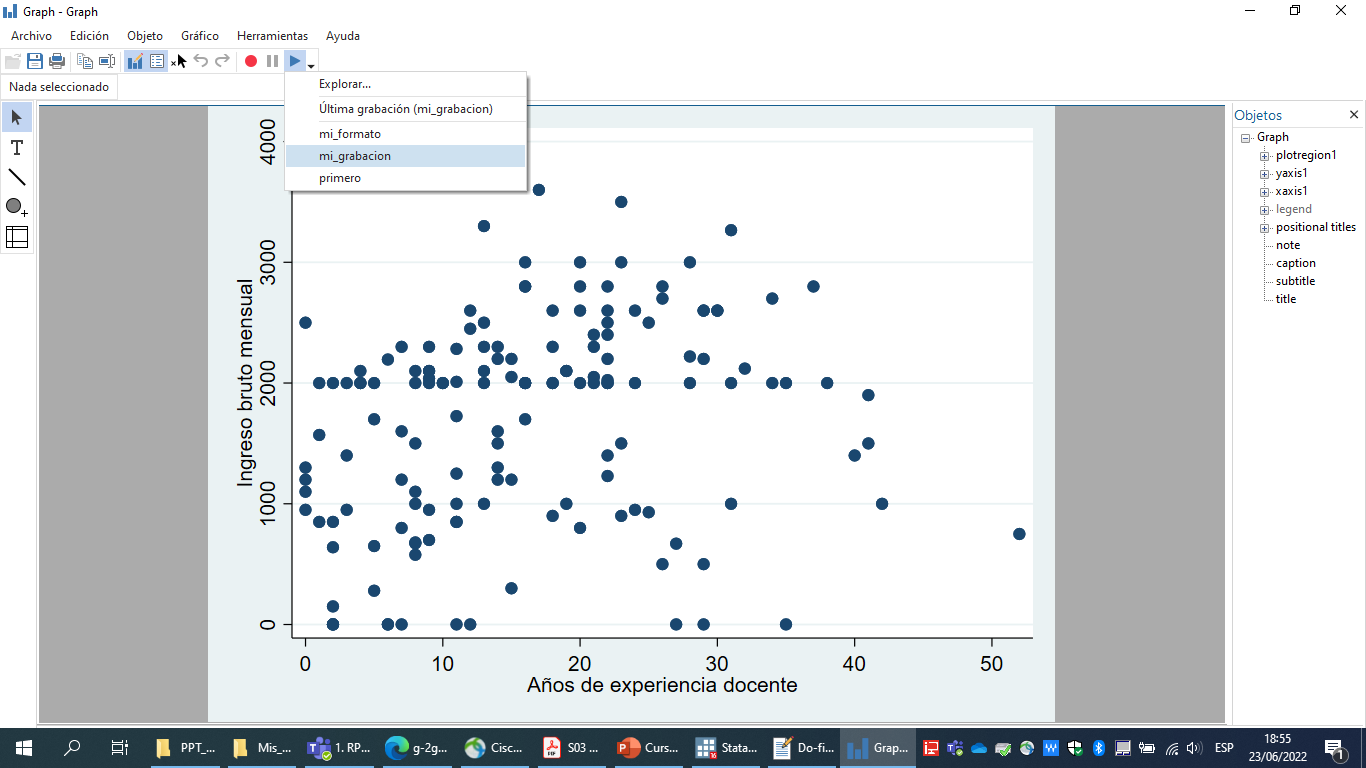 Graph - Graph
Archivo Edición Objeto Gráfico Herramientas Ayuda
Nada seleccionado
Explorar...
Última grabación (mi_grabacion)
mi_formato
mi_grabacion
primero
T
Objetos
Graph
plotregion1
yaxis1
xaxis1
legend
positional titles
note
caption
subtitle
title
4000
3000
2000
1000
0
Ingreso bruto mensual
0 10 20 30 40 50
Años de experiencia docente
PPT_... Mis_... 1. RP... g-2g... Cisc... S03 ... Curs... Stata... Do-fi... Grap... ESP
18:55
23/06/2022